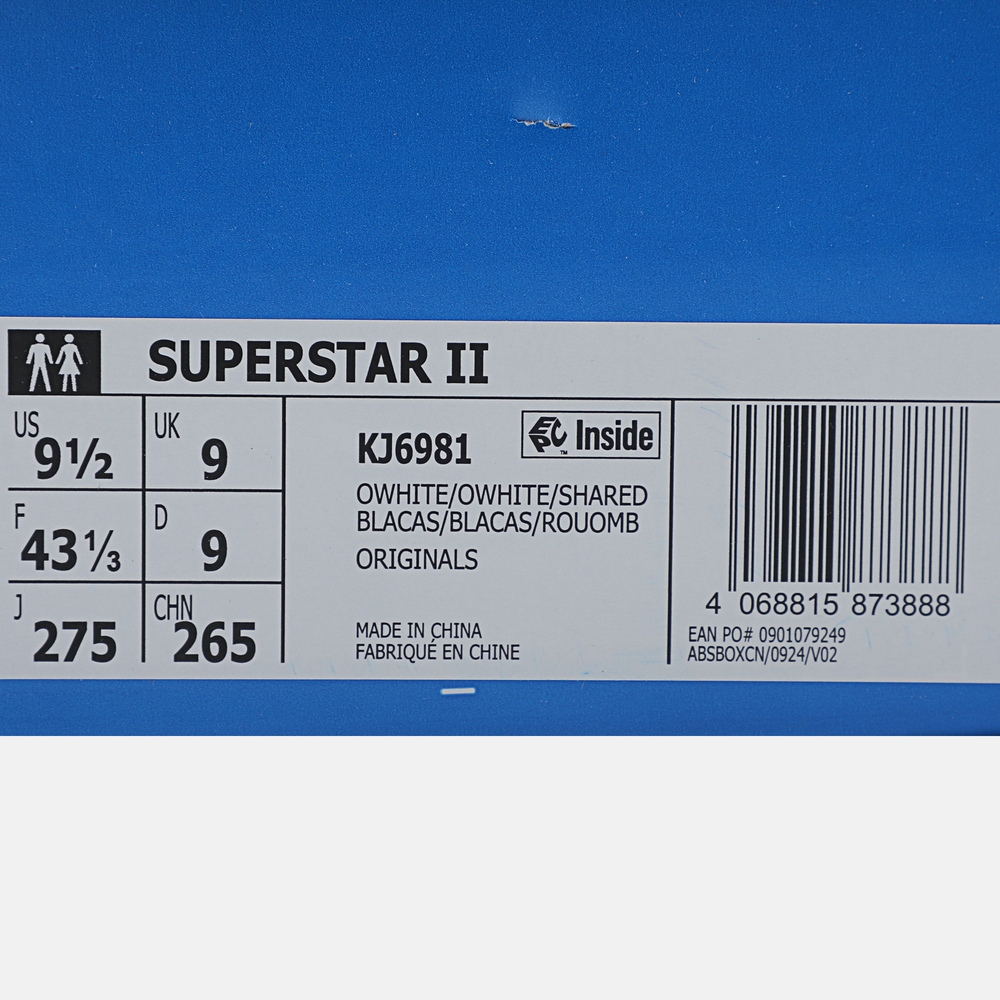 SUPERSTAR II
US
9½
UK
9
F
43⅓
D
9
J
275
CHN
265
KJ6981
Inside
™
OWHITE/OWHITE/SHARED
BLACAS/BLACAS/ROUOMB
ORIGINALS
MADE IN CHINA
FABRIQUÉ EN CHINE
4 068815 873888
EAN PO# 0901079249
ABSBOXCN/0924/V02